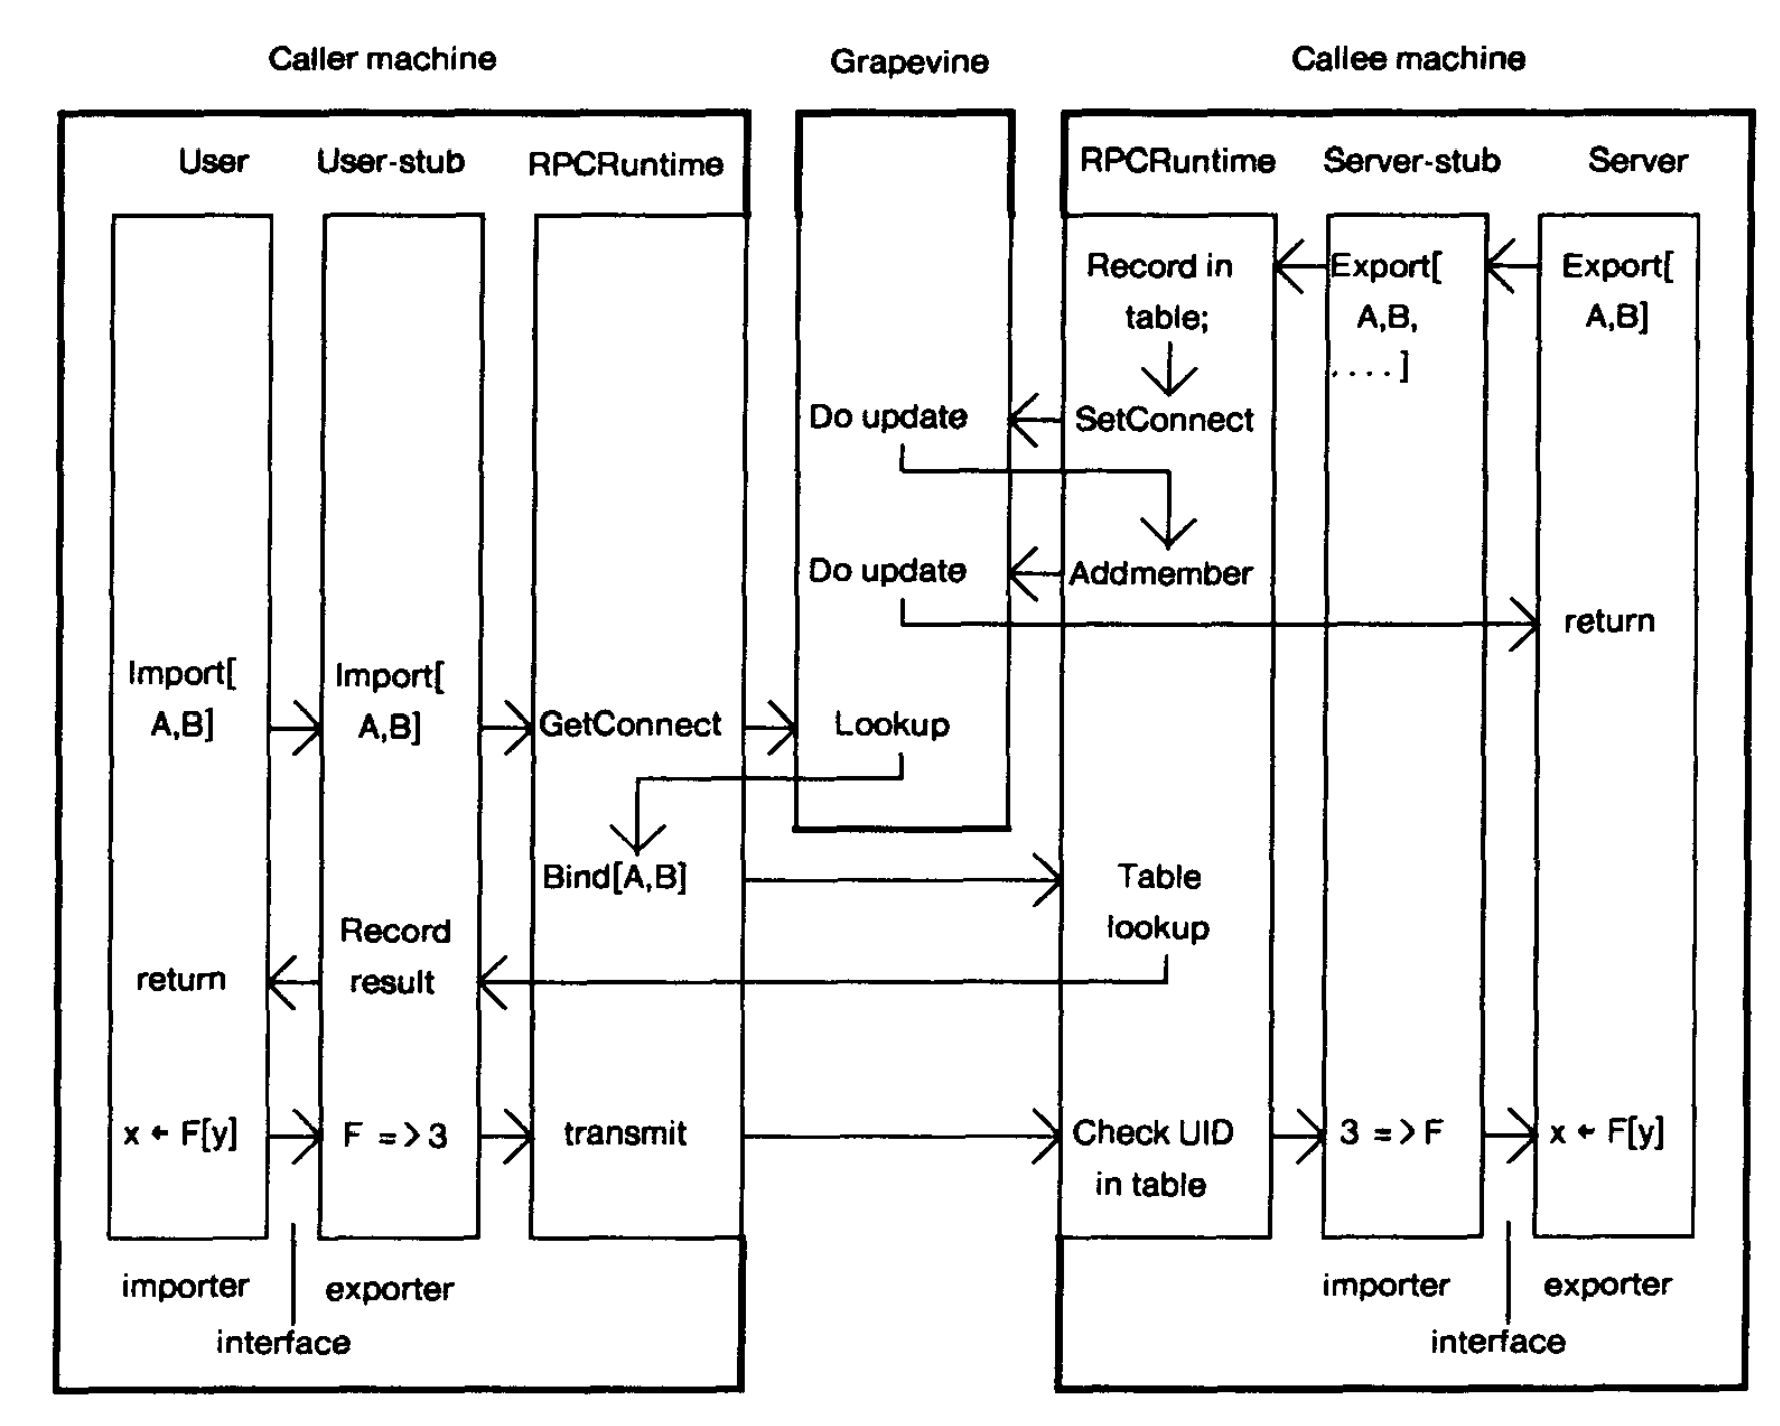 Caller machine
Grapevine
Callee machine
User
User-stub
RPCRuntime
RPCRuntime
Server-stub
Server
Record in
table;
Export[
A,B,
....]
Export[
A,B]
Do update
SetConnect
Do update
Addmember
return
Import[
A,B]
Import[
A,B]
GetConnect
Lookup
Bind[A,B]
Table
lookup
return
Record
result
x ← F[y]
F => 3
transmit
Check UID
in table
3 => F
x ← F[y]
importer
exporter
interface
importer
exporter
interface